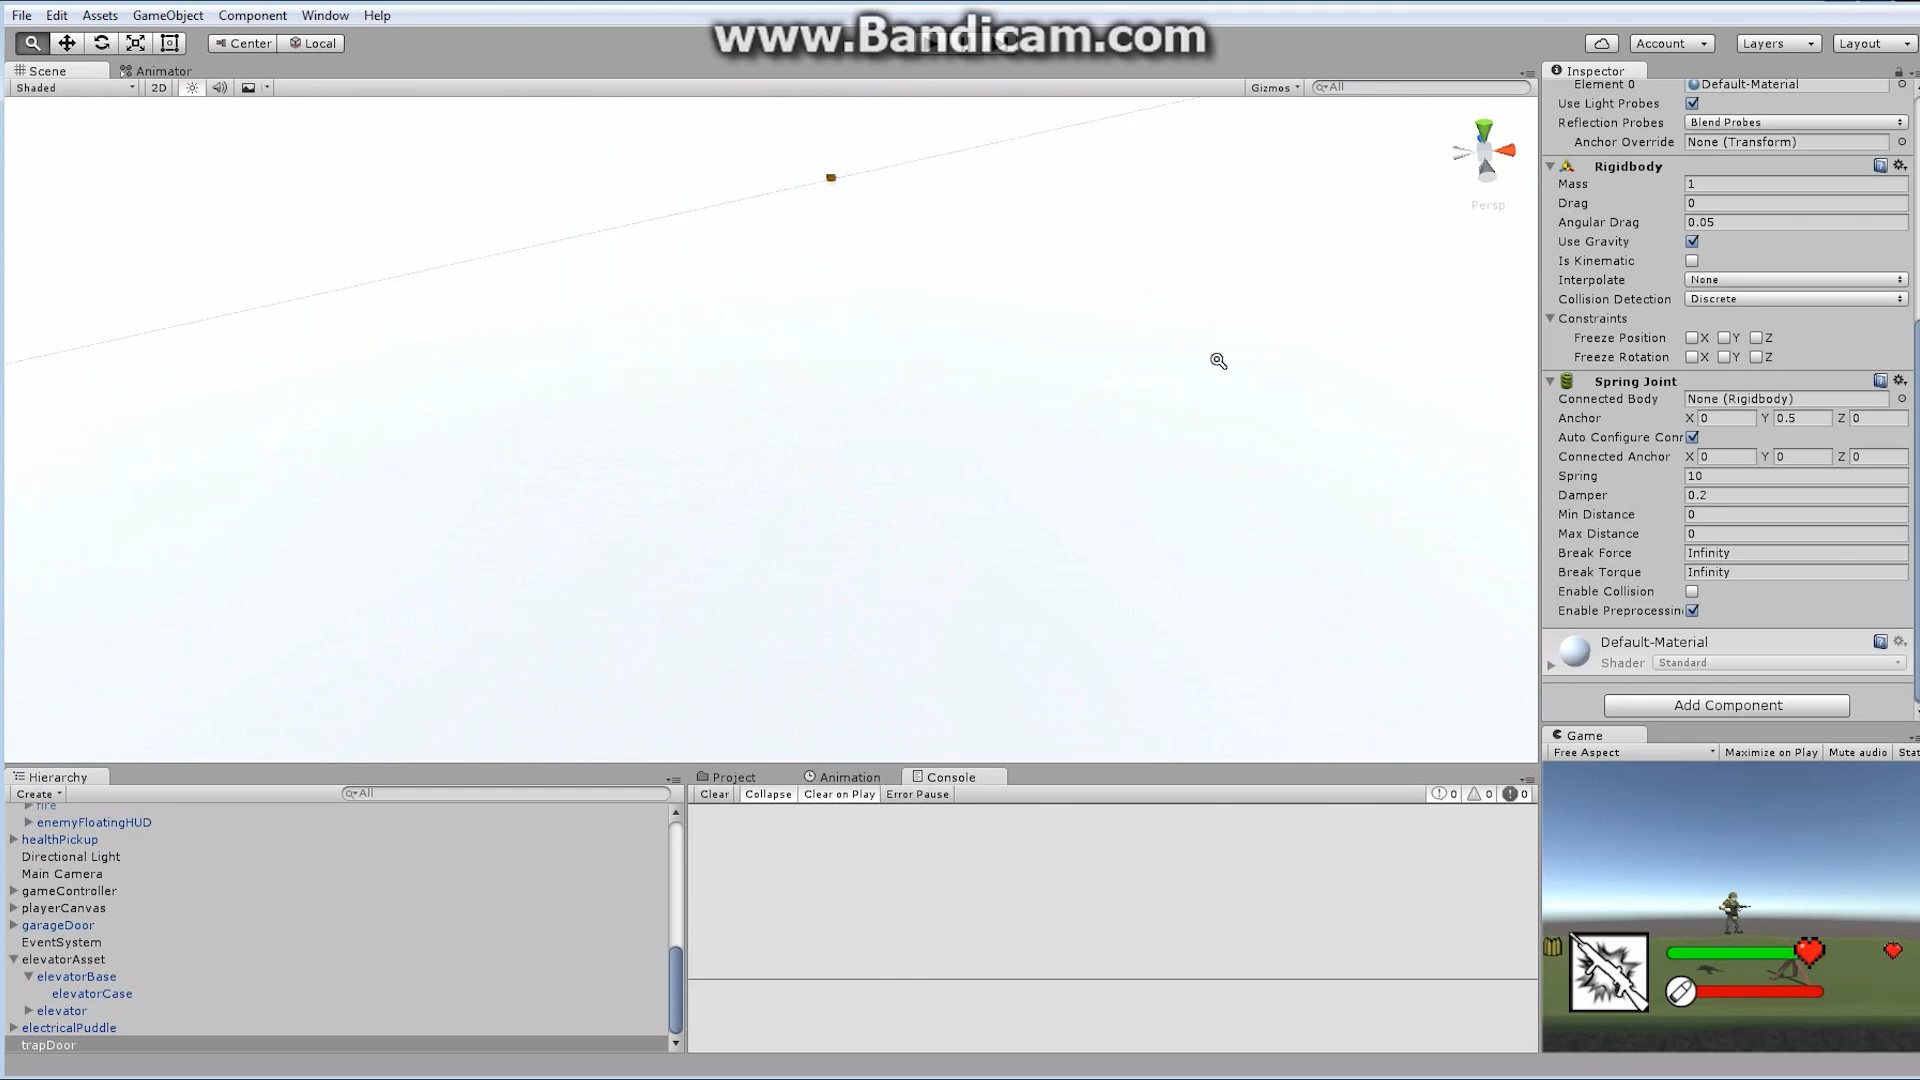 File Edit Assets GameObject Component Window Help
www.Bandicam.com
Center Local
Account Layers Layout
Scene Animator
Shaded 2D Gizmos All
Persp
Inspector
Element 0 Default-Material
Use Light Probes
Reflection Probes Blend Probes
Anchor Override None (Transform)
Rigidbody
Mass 1
Drag 0
Angular Drag 0.05
Use Gravity
Is Kinematic
Interpolate None
Collision Detection Discrete
Constraints
Freeze Position X Y Z
Freeze Rotation X Y Z
Spring Joint
Connected Body None (Rigidbody)
Anchor X 0 Y 0.5 Z 0
Auto Configure Conr
Connected Anchor X 0 Y 0 Z 0
Spring 10
Damper 0.2
Min Distance 0
Max Distance 0
Break Force Infinity
Break Torque Infinity
Enable Collision
Enable Preprocessin
Default-Material
Shader Standard
Add Component
Game
Free Aspect Maximize on Play Mute audio Stat
Hierarchy
Create All
fire
enemyFloatingHUD
healthPickup
Directional Light
Main Camera
gameController
playerCanvas
garageDoor
EventSystem
elevatorAsset
elevatorBase
elevatorCase
elevator
electricalPuddle
trapDoor
Project Animation Console
Clear Collapse Clear on Play Error Pause 0 0 0